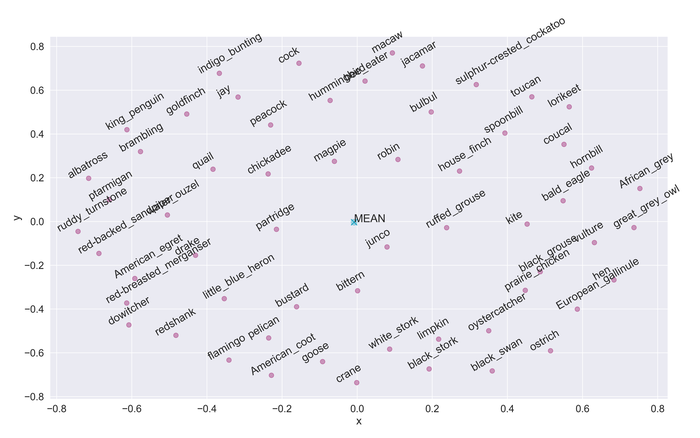 macaw
sulphur-crested_cockatoo
jacamar
cock
indigo_bunting
hummingbird
bee_eater
toucan
lorikeet
jay
goldfinch
king_penguin
peacock
bulbul
spoonbill
brambling
coucal
magpie
robin
house_finch
hornbill
quail
chickadee
albatross
African_grey
ptarmigan
bald_eagle
ruddy_turnstone
water_ouzel
partridge
MEAN
ruffed_grouse
kite
great_grey_owl
red-backed_sandpiper
junco
vulture
drake
American_egret
black_grouse
hen
red-breasted_merganser
little_blue_heron
bittern
prairie_chicken
European_gallinule
dowitcher
bustard
redshank
pelican
oystercatcher
limpkin
white_stork
flamingo
goose
American_coot
crane
black_stork
black_swan
ostrich
0.8
0.6
0.4
0.2
0.0
−0.2
−0.4
−0.6
−0.8
y
−0.8 −0.6 −0.4 −0.2 0.0 0.2 0.4 0.6 0.8
x